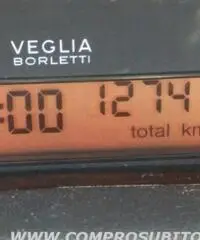 VEGLIA
BORLETTI
:00 1274
total km
WWW.COMPROSUBITO